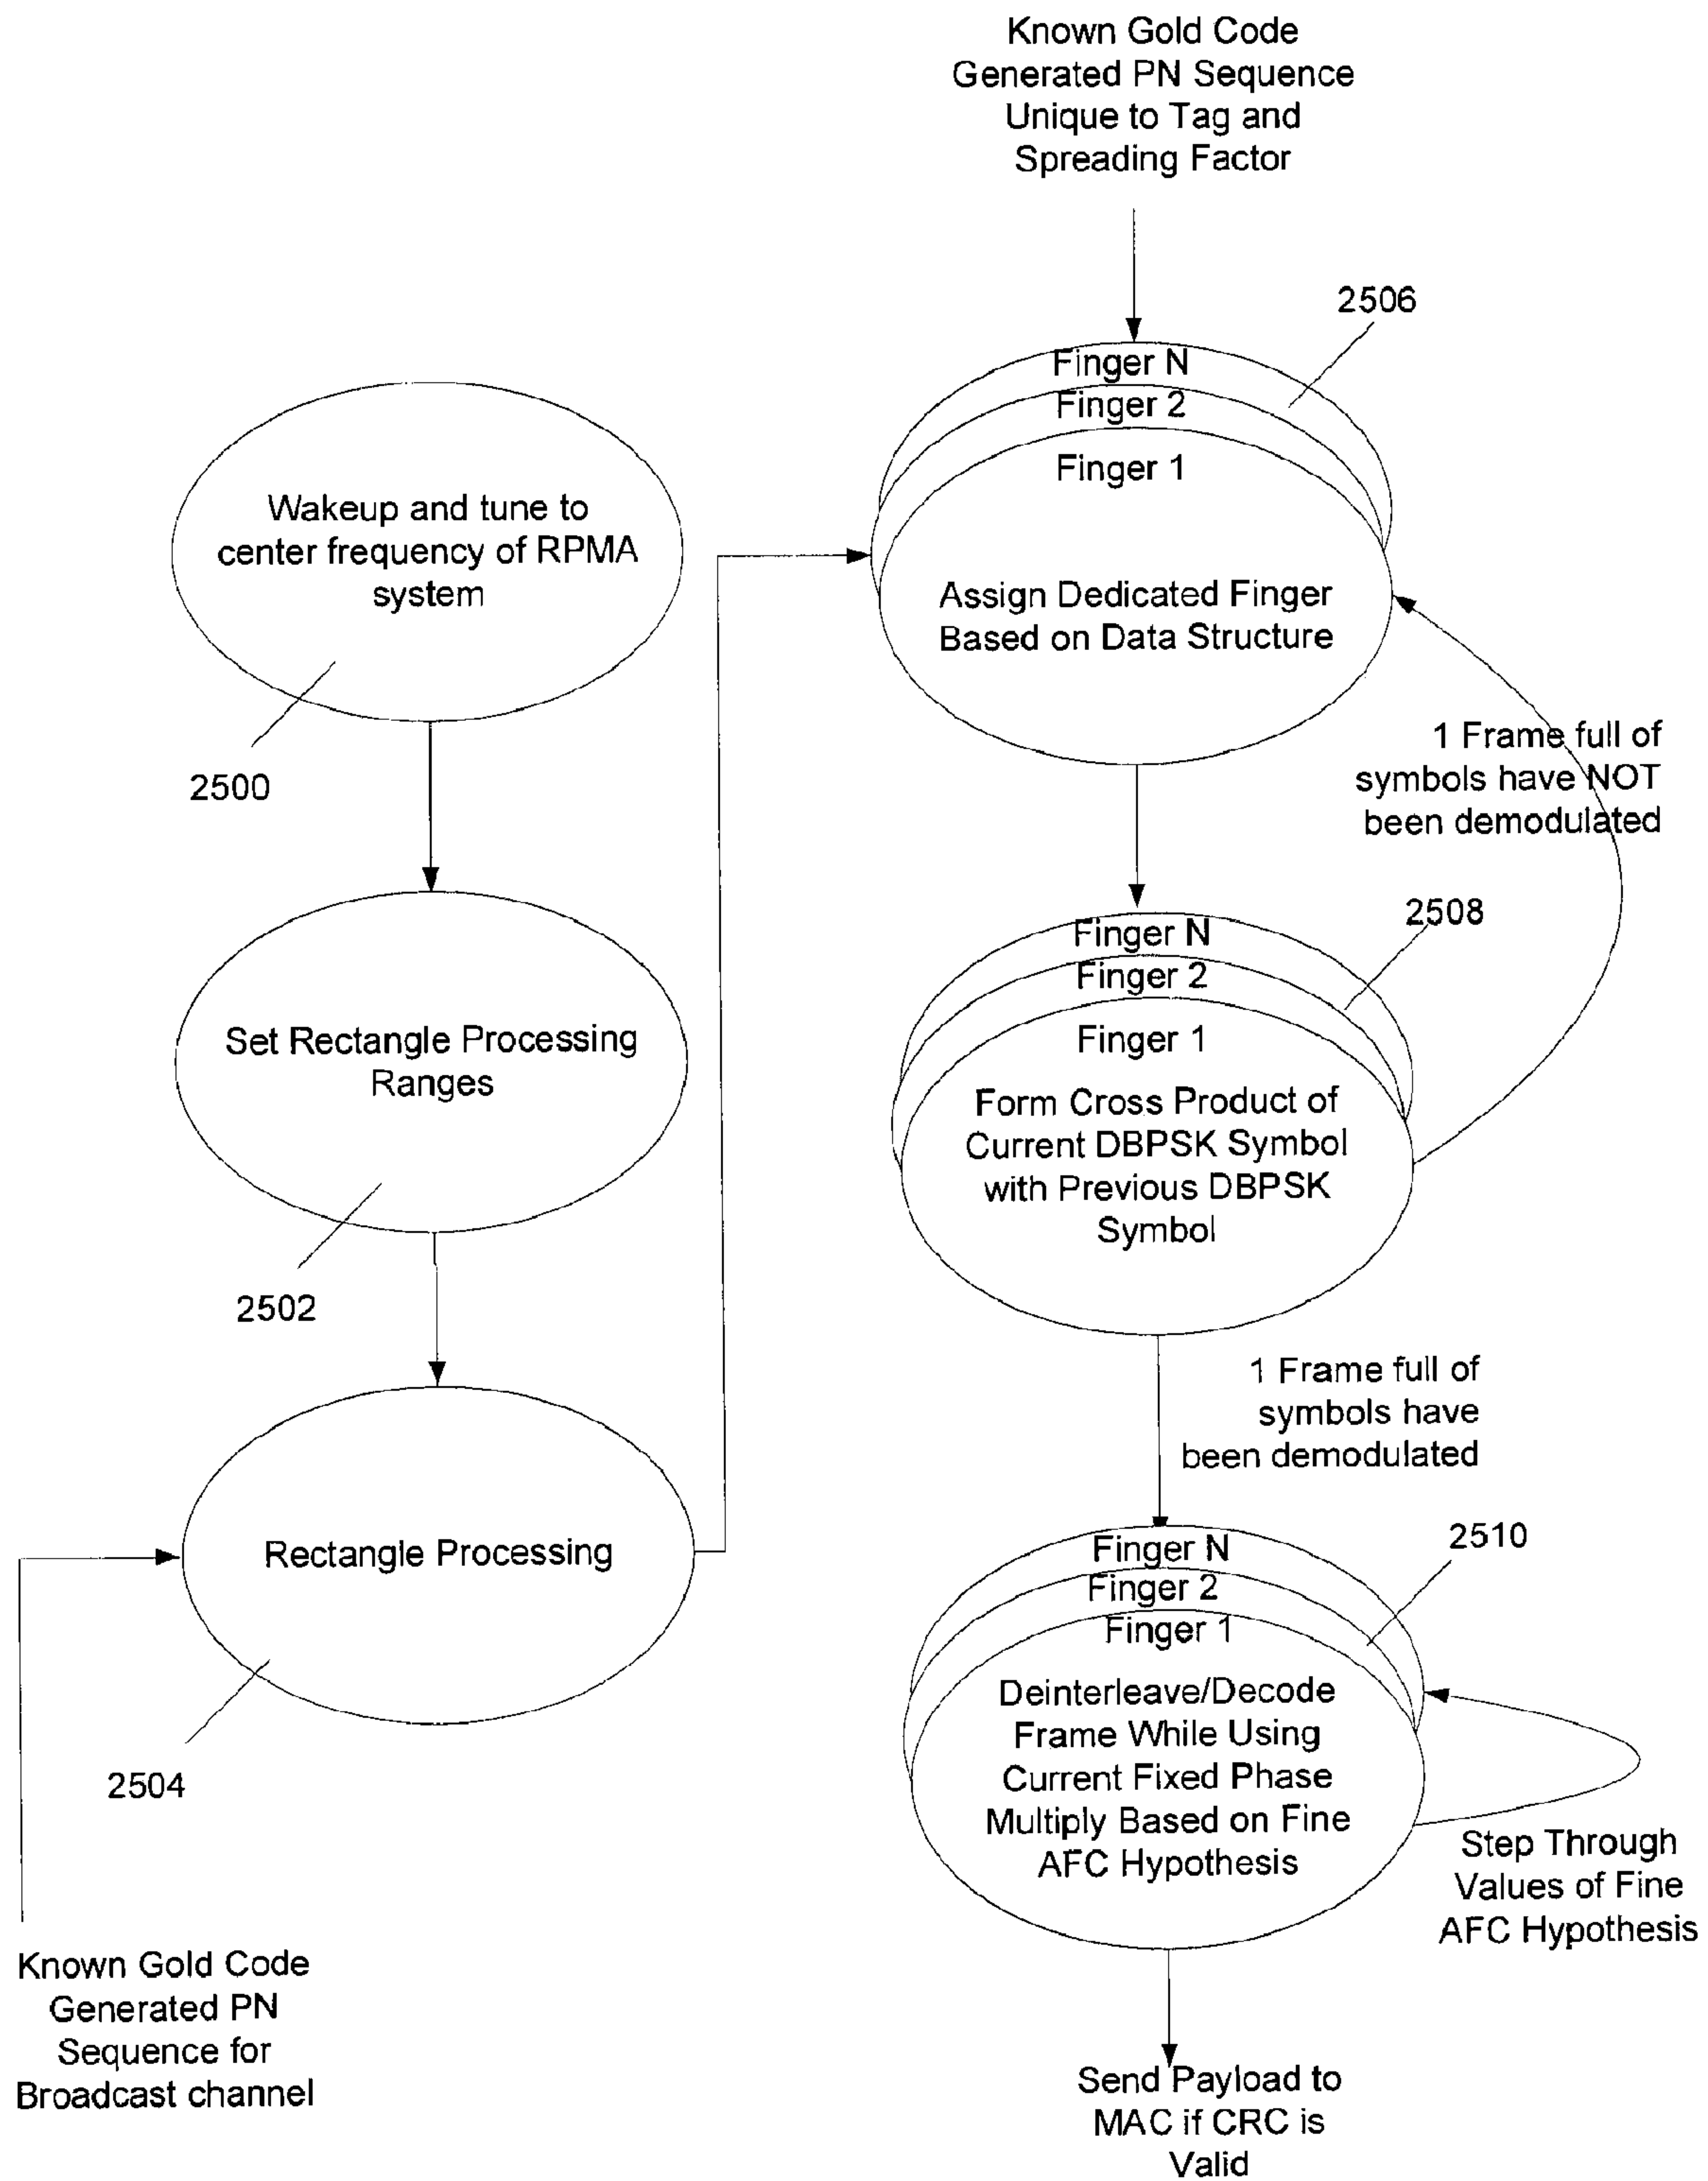 Known Gold Code
Generated PN Sequence
Unique to Tag and
Spreading Factor
2506
Finger N
Finger 2
Finger 1
Assign Dedicated Finger
Based on Data Structure
Wakeup and tune to
center frequency of RPMA
system
2500
1 Frame full of
symbols have NOT
been demodulated
2508
Finger N
Finger 2
Finger 1
Form Cross Product of
Current DBPSK Symbol
with Previous DBPSK
Symbol
Set Rectangle Processing
Ranges
2502
1 Frame full of
symbols have
been demodulated
2510
Finger N
Finger 2
Finger 1
Deinterleave/Decode
Frame While Using
Current Fixed Phase
Multiply Based on Fine
AFC Hypothesis
Rectangle Processing
2504
Step Through
Values of Fine
AFC Hypothesis
Known Gold Code
Generated PN
Sequence for
Broadcast channel
Send Payload to
MAC if CRC is
Valid